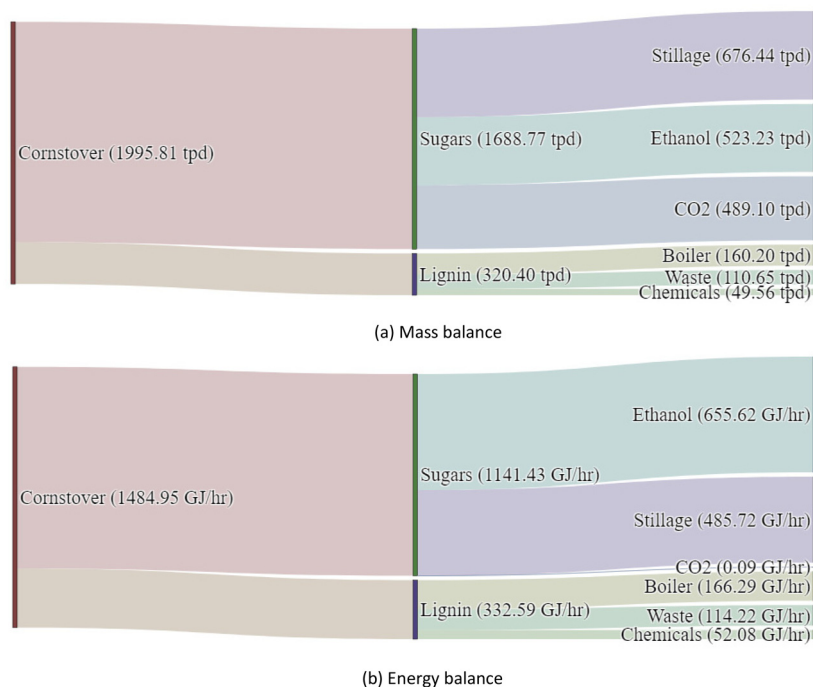 Stillage (676.44 tpd)
Cornstover (1995.81 tpd)
Sugars (1688.77 tpd)
Ethanol (523.23 tpd)
CO2 (489.10 tpd)
Boiler (160.20 tpd)
Lignin (320.40 tpd)
Waste (110.65 tpd)
Chemicals (49.56 tpd)
(a) Mass balance
Ethanol (655.62 GJ/hr)
Sugars (1141.43 GJ/hr)
Cornstover (1484.95 GJ/hr)
Stillage (485.72 GJ/hr)
CO2 (0.09 GJ/hr)
Boiler (166.29 GJ/hr)
Lignin (332.59 GJ/hr)
Waste (114.22 GJ/hr)
Chemicals (52.08 GJ/hr)
(b) Energy balance